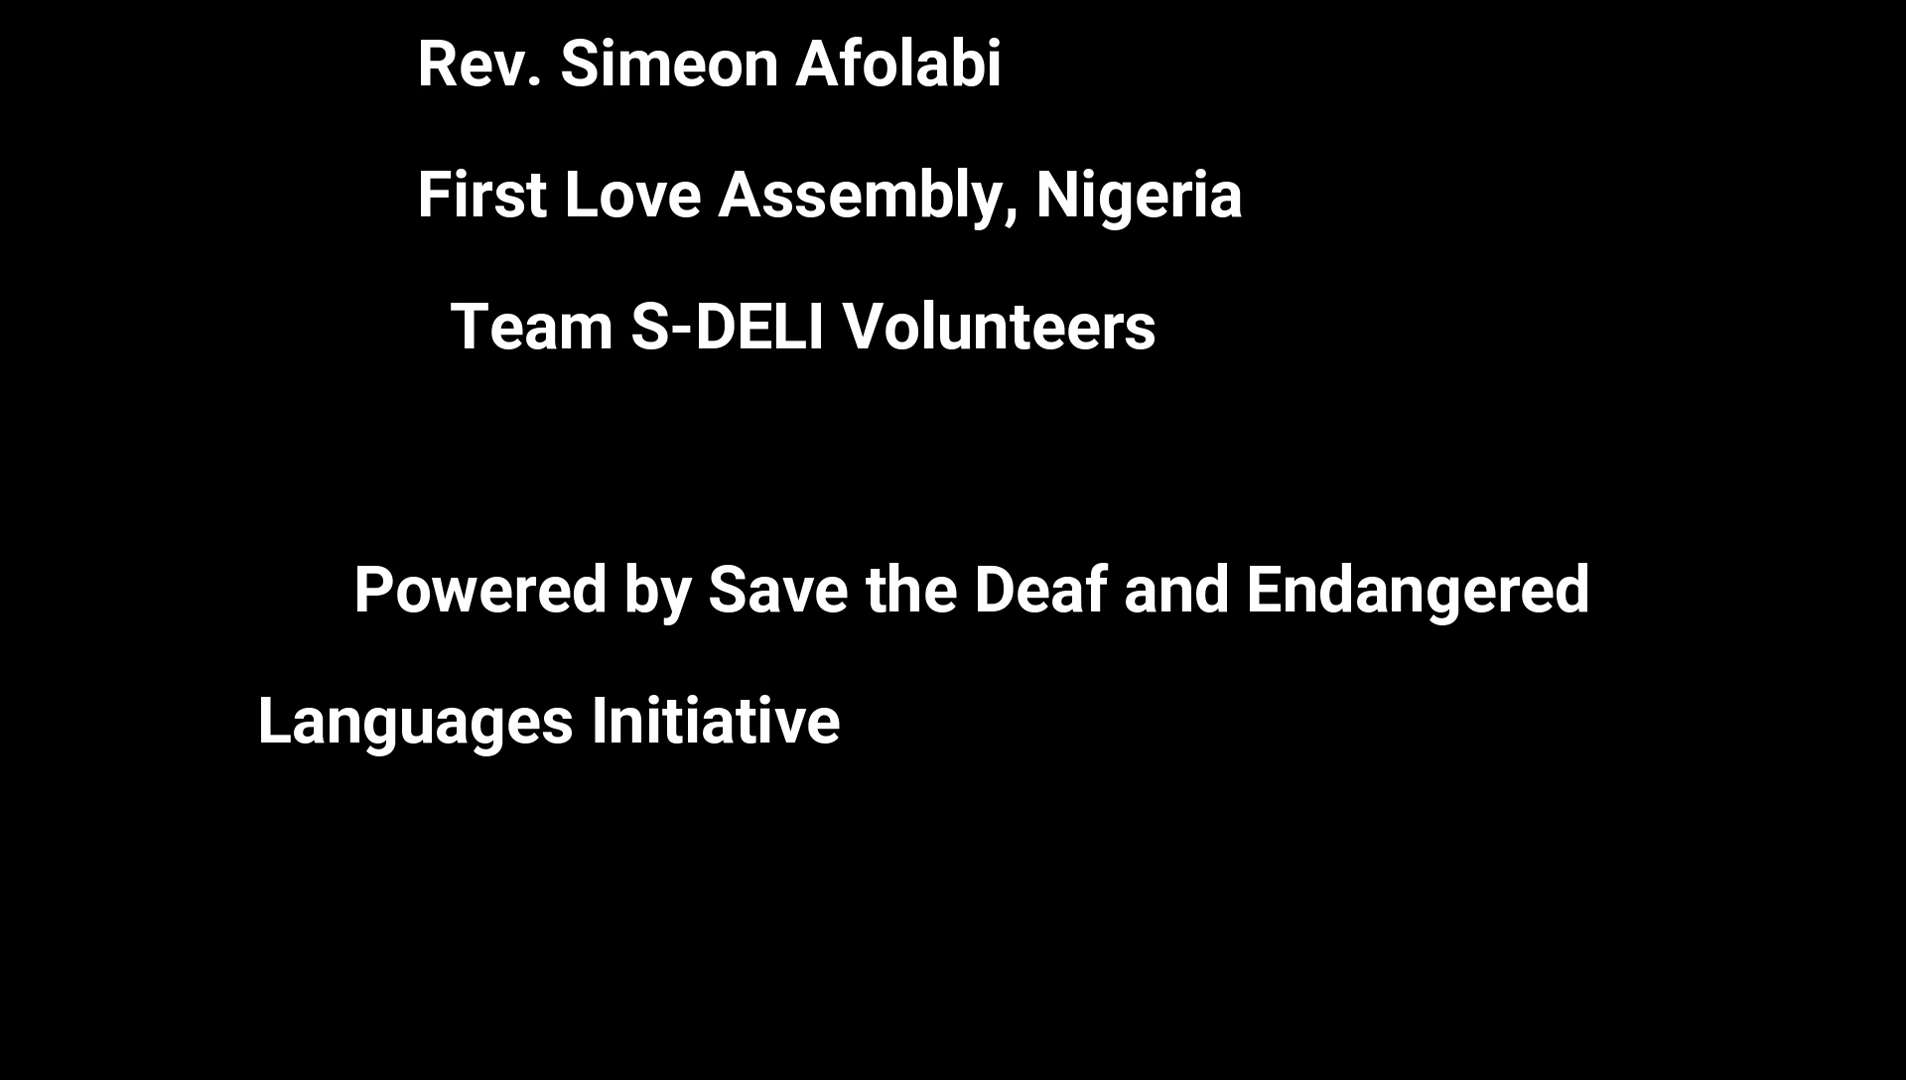 Rev. Simeon Afolabi
First Love Assembly, Nigeria
Team S-DELI Volunteers
Powered by Save the Deaf and Endangered
Languages Initiative